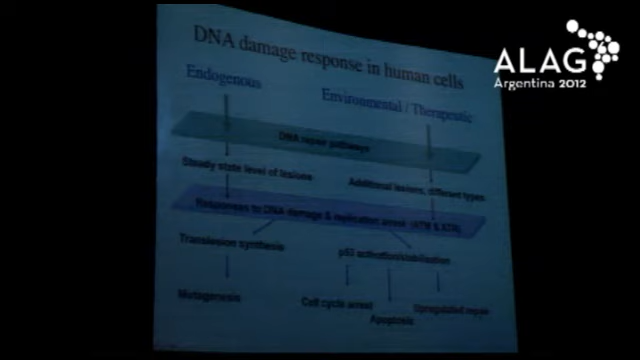 DNA damage response in human cells
Endogenous
Environmental / Therapeutic
DNA repair pathways
Steady state level of lesions
Additional lesions, different types
Responses to DNA damage & replication arrest (ATM & ATR)
Translesion synthesis
p53 activation/stabilisation
Mutagenesis
Cell cycle arrest
Apoptosis
Upregulated repair
ALAG
Argentina 2012